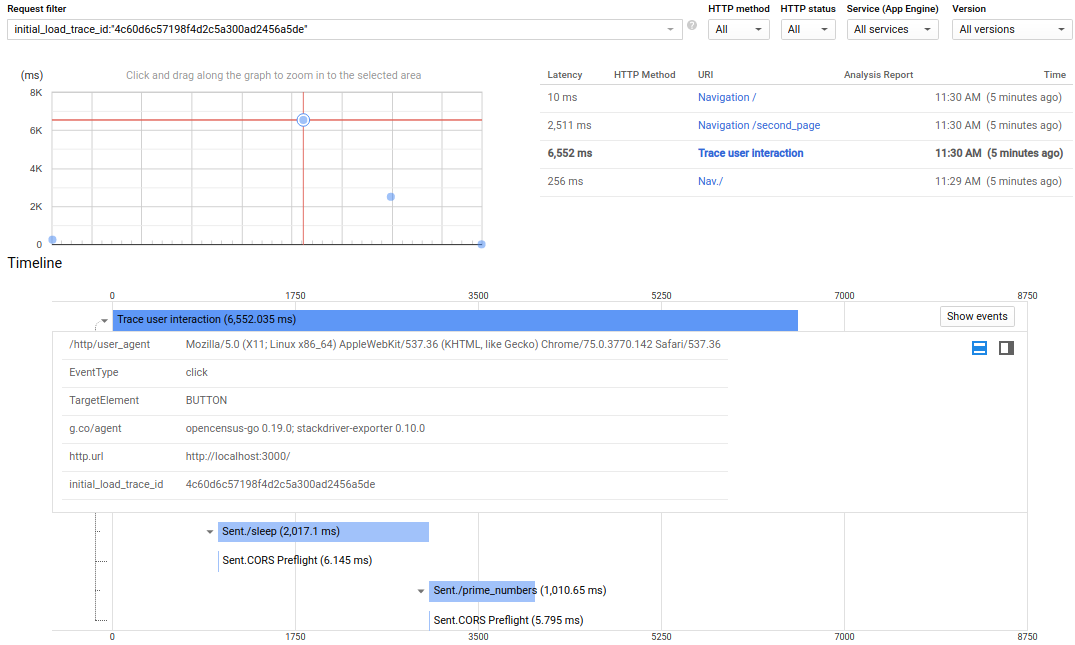 Request filter
HTTP method HTTP status Service (App Engine) Version
initial_load_trace_id:"4c60d6c57198f4d2c5a300ad2456a5de"
? All All All services All versions
(ms) Click and drag along the graph to zoom in to the selected area
8K
6K
4K
2K
0
Latency HTTP Method URI Analysis Report Time
10 ms Navigation / 11:30 AM (5 minutes ago)
2,511 ms Navigation /second_page 11:30 AM (5 minutes ago)
6,552 ms Trace user interaction 11:30 AM (5 minutes ago)
256 ms Nav./ 11:29 AM (5 minutes ago)
Timeline
0 1750 3500 5250 7000 8750
Trace user interaction (6,552.035 ms)
Show events
/http/user_agent Mozilla/5.0 (X11; Linux x86_64) AppleWebKit/537.36 (KHTML, like Gecko) Chrome/75.0.3770.142 Safari/537.36
EventType click
TargetElement BUTTON
g.co/agent opencensus-go 0.19.0; stackdriver-exporter 0.10.0
http.url http://localhost:3000/
initial_load_trace_id 4c60d6c57198f4d2c5a300ad2456a5de
Sent./sleep (2,017.1 ms)
Sent.CORS Preflight (6.145 ms)
Sent./prime_numbers (1,010.65 ms)
Sent.CORS Preflight (5.795 ms)
0 1750 3500 5250 7000 8750